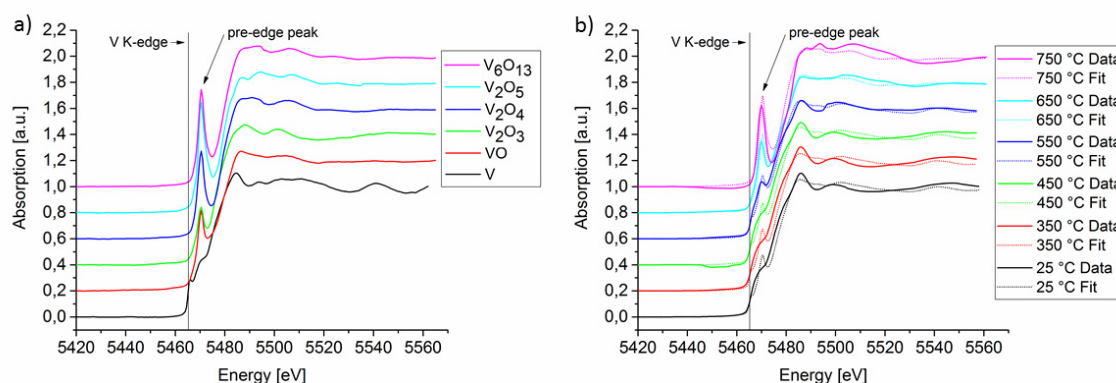 a)
V K-edge
pre-edge peak
2,2
2,0
1,8
1,6
1,4
1,2
1,0
0,8
0,6
0,4
0,2
0,0
Absorption [a.u.]
5420 5440 5460 5480 5500 5520 5540 5560
Energy [eV]
V₆O₁₃
V₂O₅
V₂O₄
V₂O₃
VO
V
b)
V K-edge
pre-edge peak
2,2
2,0
1,8
1,6
1,4
1,2
1,0
0,8
0,6
0,4
0,2
0,0
Absorption [a.u.]
5420 5440 5460 5480 5500 5520 5540 5560
Energy [eV]
750 °C Data
750 °C Fit
650 °C Data
650 °C Fit
550 °C Data
550 °C Fit
450 °C Data
450 °C Fit
350 °C Data
350 °C Fit
25 °C Data
25 °C Fit